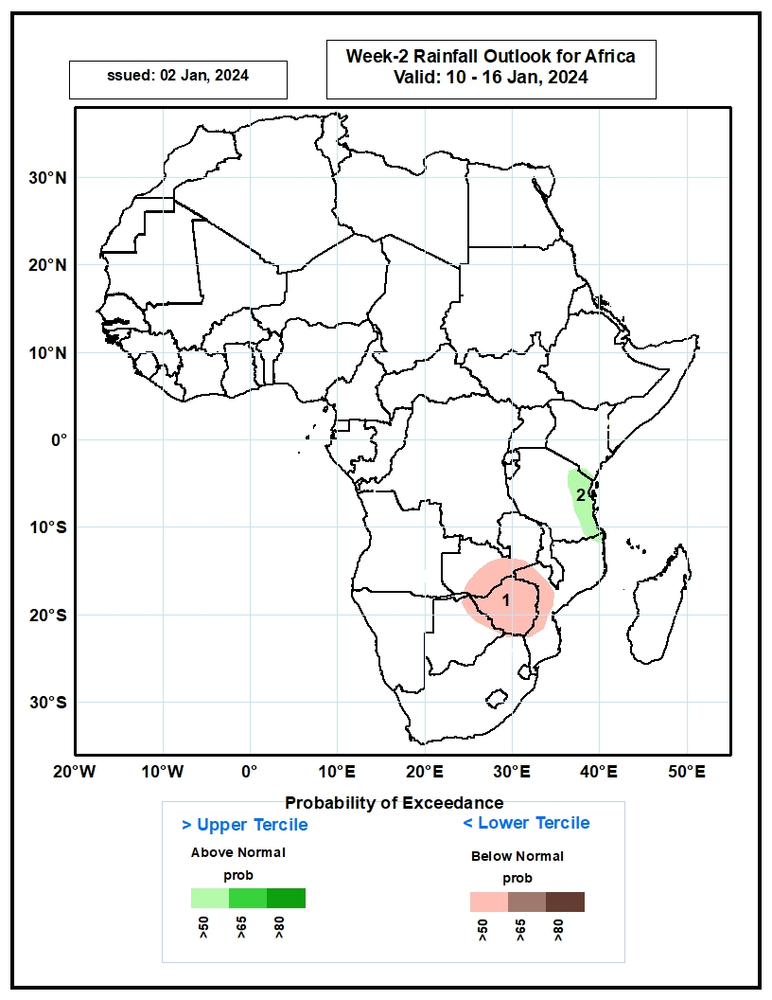 ssued: 02 Jan, 2024
Week-2 Rainfall Outlook for Africa
Valid: 10 - 16 Jan, 2024
30°N
20°N
10°N
0°
10°S
20°S
30°S
2
1
20°W 10°W 0° 10°E 20°E 30°E 40°E 50°E
Probability of Exceedance
> Upper Tercile
Above Normal
prob
>50 >65 >80
< Lower Tercile
Below Normal
prob
>50 >65 >80